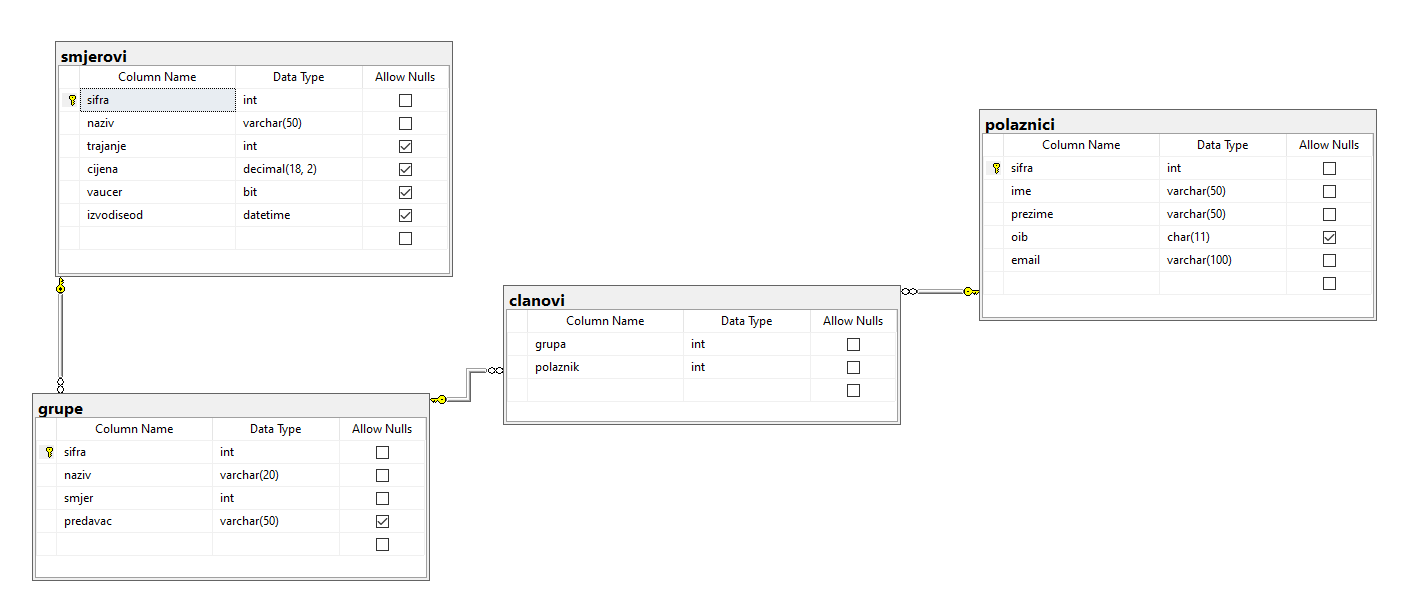 smjerovi
Column Name Data Type Allow Nulls
sifra int
naziv varchar(50)
trajanje int
cijena decimal(18, 2)
vaucer bit
izvodiseod datetime
polaznici
Column Name Data Type Allow Nulls
sifra int
ime varchar(50)
prezime varchar(50)
oib char(11)
email varchar(100)
clanovi
Column Name Data Type Allow Nulls
grupa int
polaznik int
grupe
Column Name Data Type Allow Nulls
sifra int
naziv varchar(20)
smjer int
predavac varchar(50)